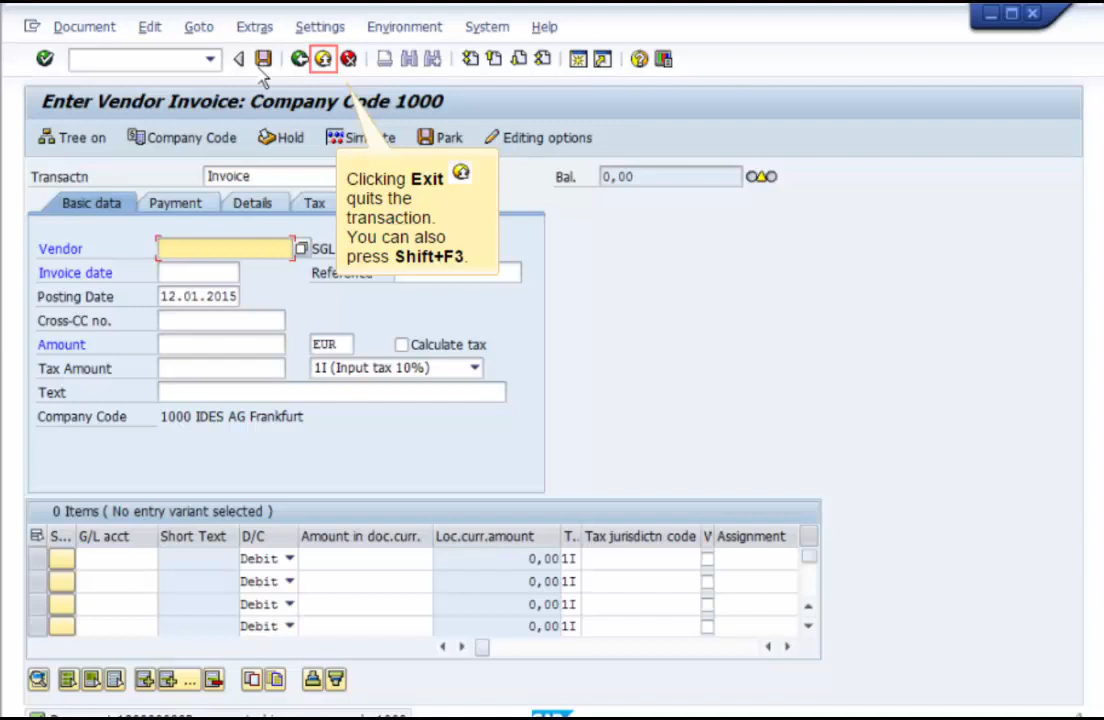 Document Edit Goto Extras Settings Environment System Help
Enter Vendor Invoice: Company Code 1000
Tree on Company Code Hold Park Editing options
Transactn Invoice Bal. 0,00
Basic data Payment Details Tax
Clicking Exit
quits the
transaction.
You can also
press Shift+F3.
Vendor SGL
Invoice date
Posting Date 12.01.2015
Cross-CC no.
Amount EUR Calculate tax
Tax Amount 1I (Input tax 10%)
Text
Company Code 1000 IDES AG Frankfurt
0 Items ( No entry variant selected )
S... G/L acct Short Text D/C Amount in doc.curr. Loc.curr.amount T.. Tax jurisdictn code V Assignment
Debit 0,00 1I
Debit 0,00 1I
Debit 0,00 1I
Debit 0,00 1I
...